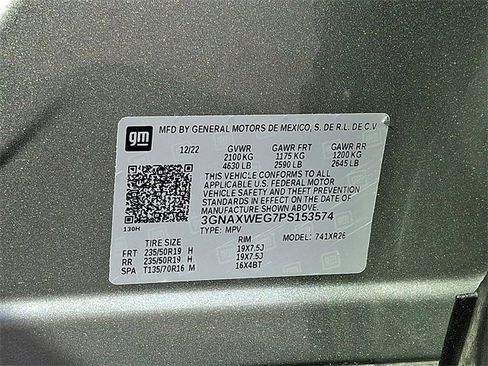 gm
MFD BY GENERAL MOTORS DE MEXICO, S. DE R.L. DE C.V
12/22 GVWR GAWR FRT GAWR RR
2100KG 1175 KG 1200 KG
4630 LB 2590 LB 2645 LB
THIS VEHICLE CONFORMS TO ALL
APPLICABLE U.S. FEDERAL MOTOR
VEHICLE SAFETY AND THEFT PREVENTION
STANDARDS IN EFFECT ON THE DATE OF
MANUFACTURE SHOWN ABOVE.
3GNAXWEG7PS153574
130H TYPE: MPV MODEL: 741XR26
TIRE SIZE RIM
FRT 235/50R19 H 19X7.5J
RR 235/50R19 H 19X7.5J
SPA T135/70R16 M 16X4BT